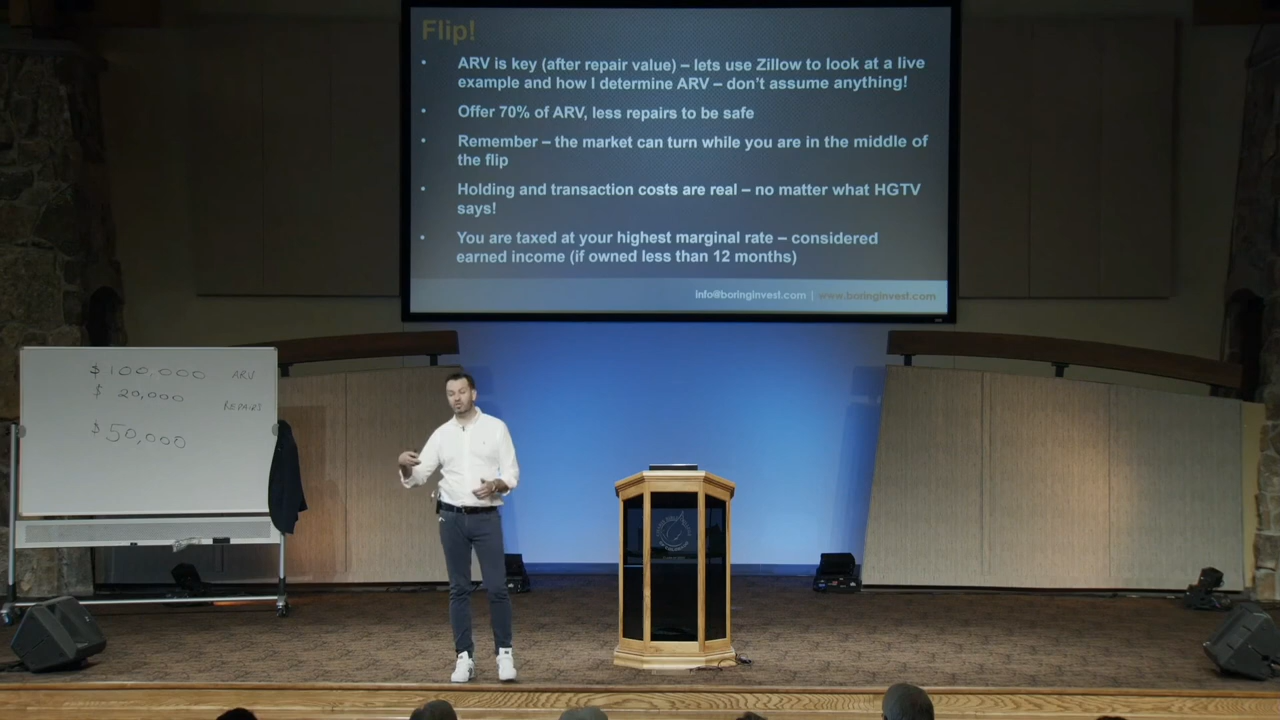 Flip!
• ARV is key (after repair value) – lets use Zillow to look at a live
example and how I determine ARV – don't assume anything!
• Offer 70% of ARV, less repairs to be safe
• Remember – the market can turn while you are in the middle of
the flip
• Holding and transaction costs are real – no matter what HGTV
says!
• You are taxed at your highest marginal rate – considered
earned income (if owned less than 12 months)
info@boringinvest.com | www.boringinvest.com
$100,000 ARV
$ 20,000
REPAIRS
$50,000